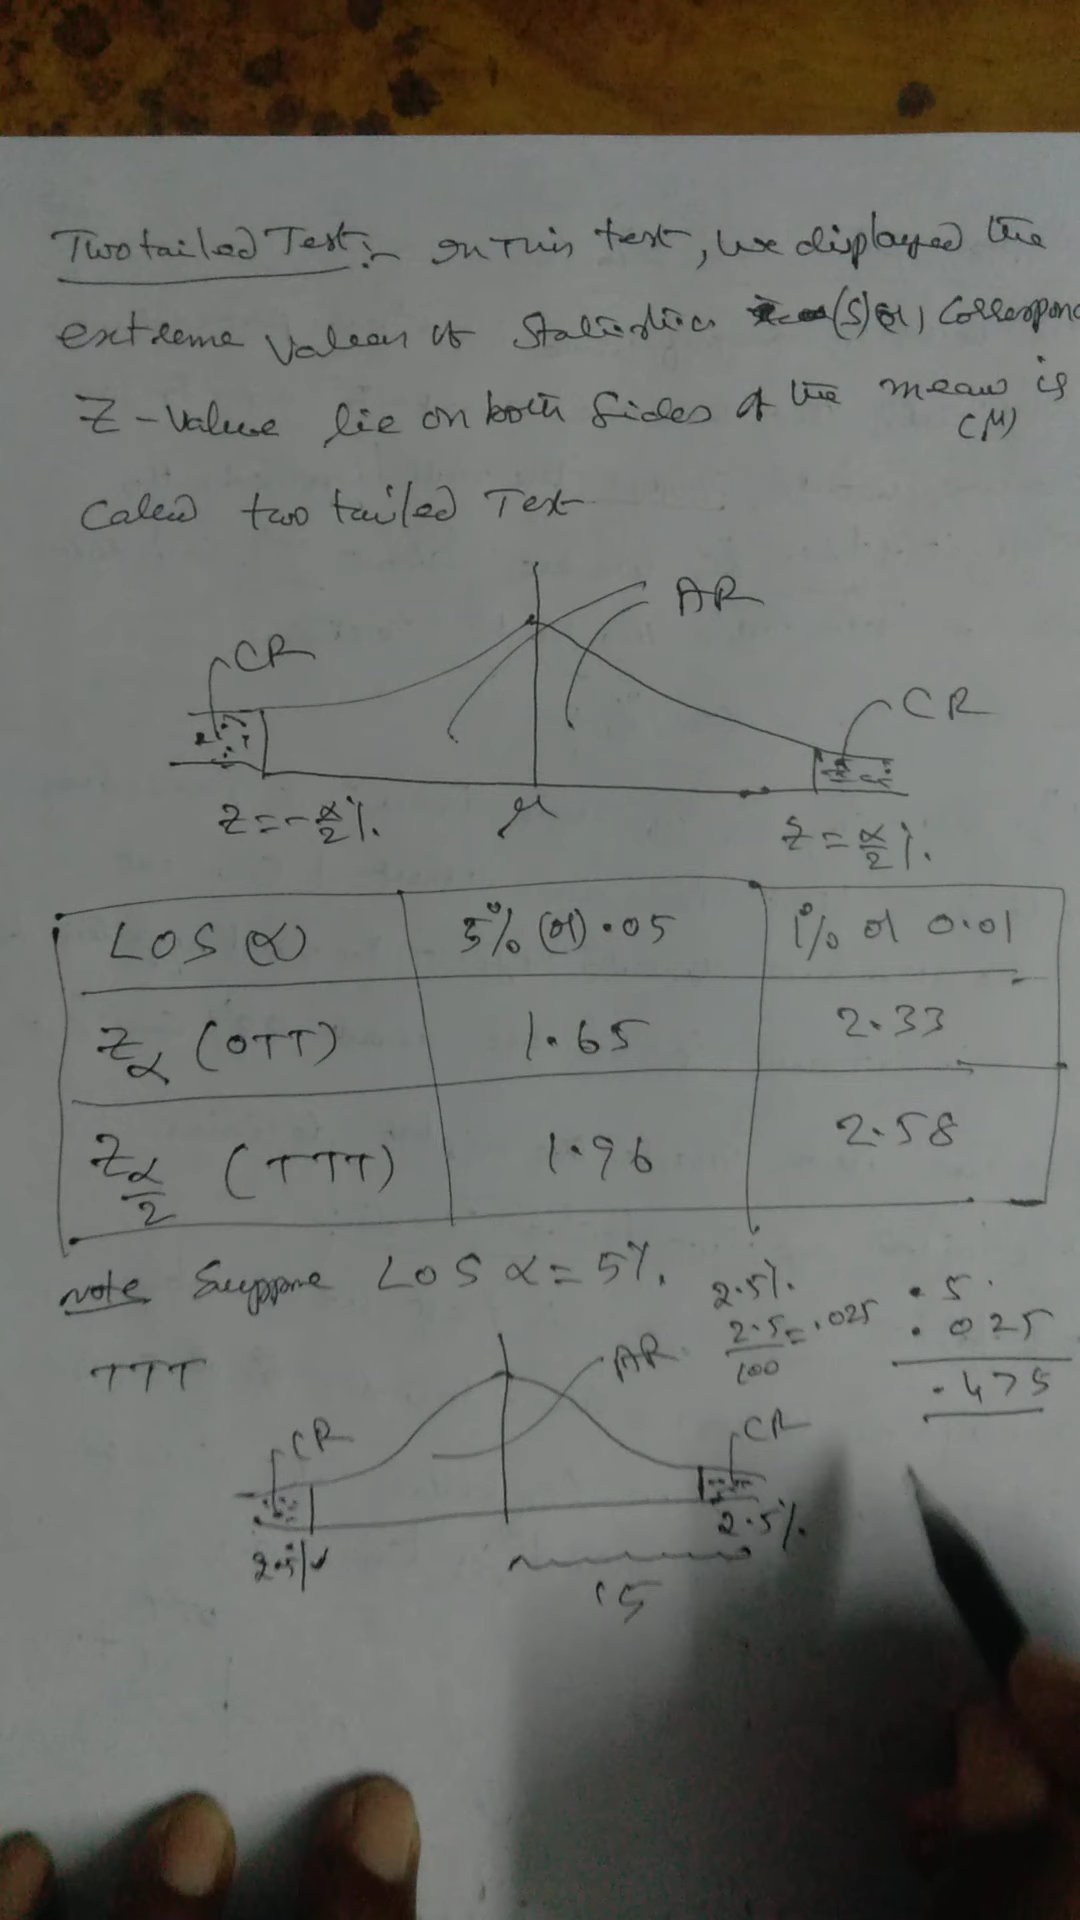 Two tailed Test :- In This test, we displayed the
extreme values of Statistics (S) (or) Correspond
Z-Value lie on both Sides of the mean is
(μ)
Called two tailed Test
AR
CR
CR
Z = -α/2 %.
μ
Z = α/2 %.
LOS (α) 5% (or) .05 1% or 0.01
Zα (OTT) 1.65 2.33
Zα/2 (TTT) 1.96 2.58
note Suppose LOS α = 5%.
2.5%.
2.5/100 = .025
.5
.025
.475
TTT
AR
CR
CR
2.5%
2.5%.
.5